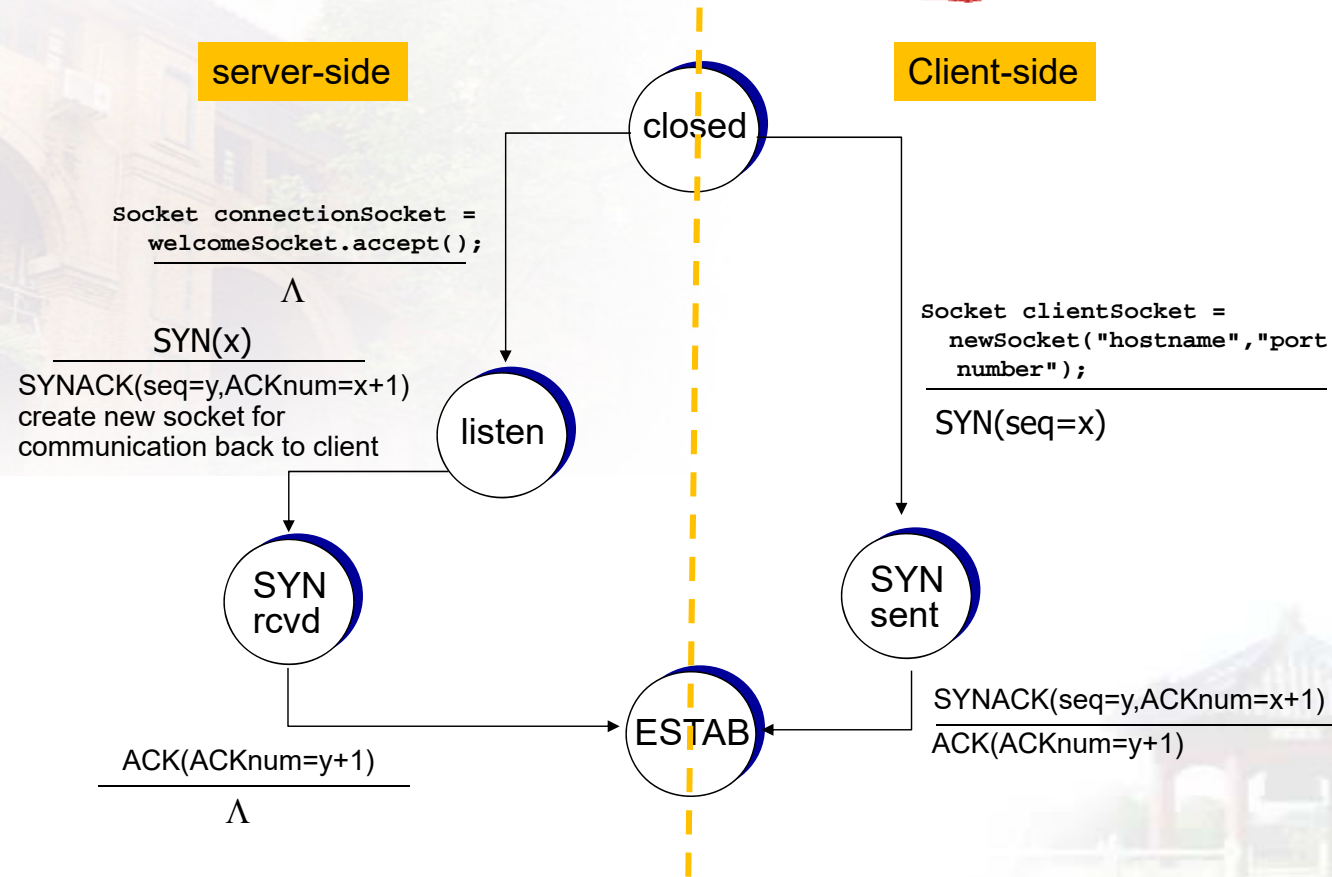 server-side
Client-side
closed
Socket connectionSocket =
welcomeSocket.accept();
Λ
SYN(x)
SYNACK(seq=y,ACKnum=x+1)
create new socket for
communication back to client
listen
Socket clientSocket =
newSocket("hostname","port
number");
SYN(seq=x)
SYN
rcvd
SYN
sent
ESTAB
SYNACK(seq=y,ACKnum=x+1)
ACK(ACKnum=y+1)
ACK(ACKnum=y+1)
Λ